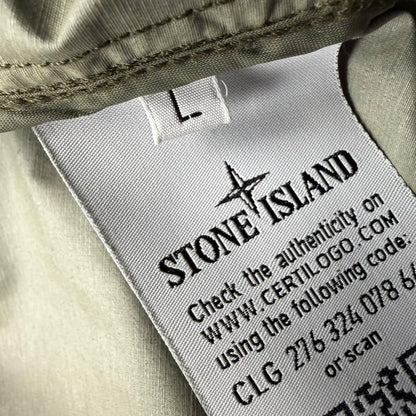 L
STONE ISLAND
Check the authenticity on
WWW.CERTILOGO.COM
using the following code:
CLG 276 324 078 6
or scan